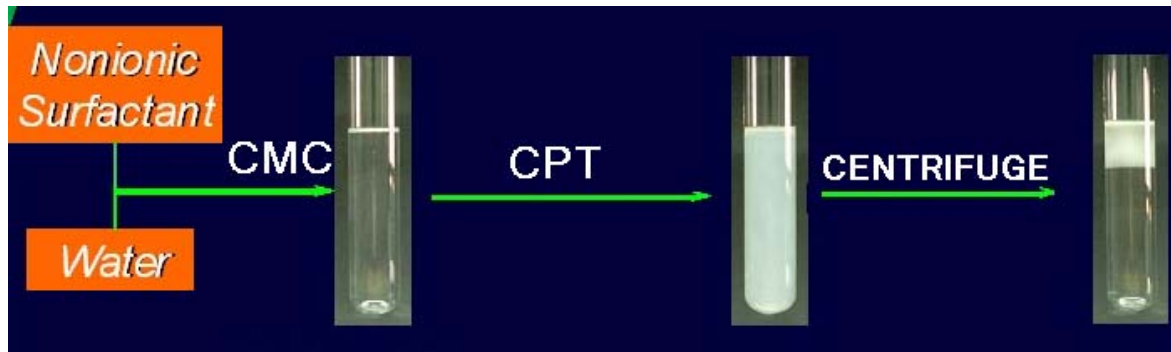 Nonionic
Surfactant
Water
CMC
CPT
CENTRIFUGE